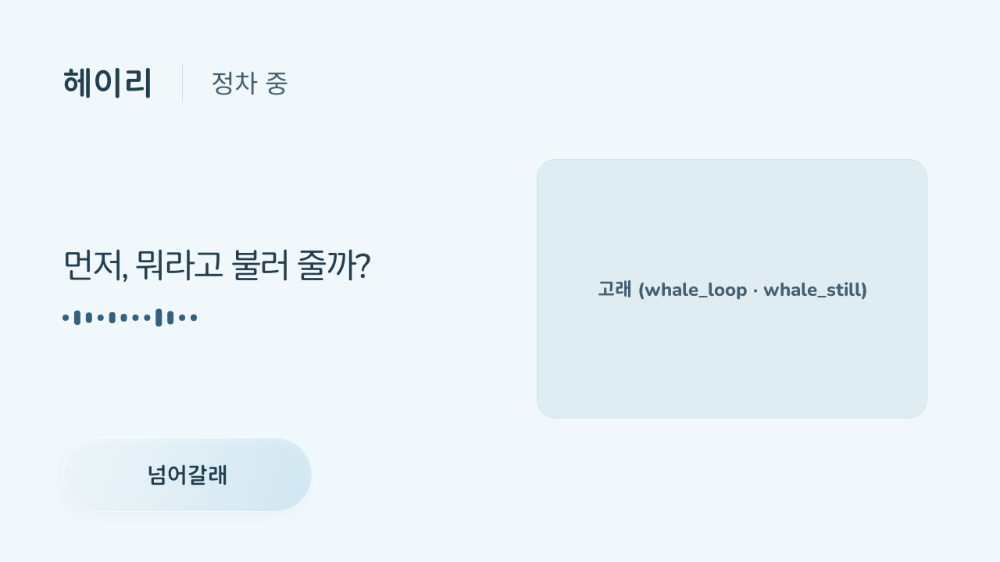 헤이리 정차 중
먼저, 뭐라고 불러 줄까?
고래 (whale_loop · whale_still)
넘어갈래